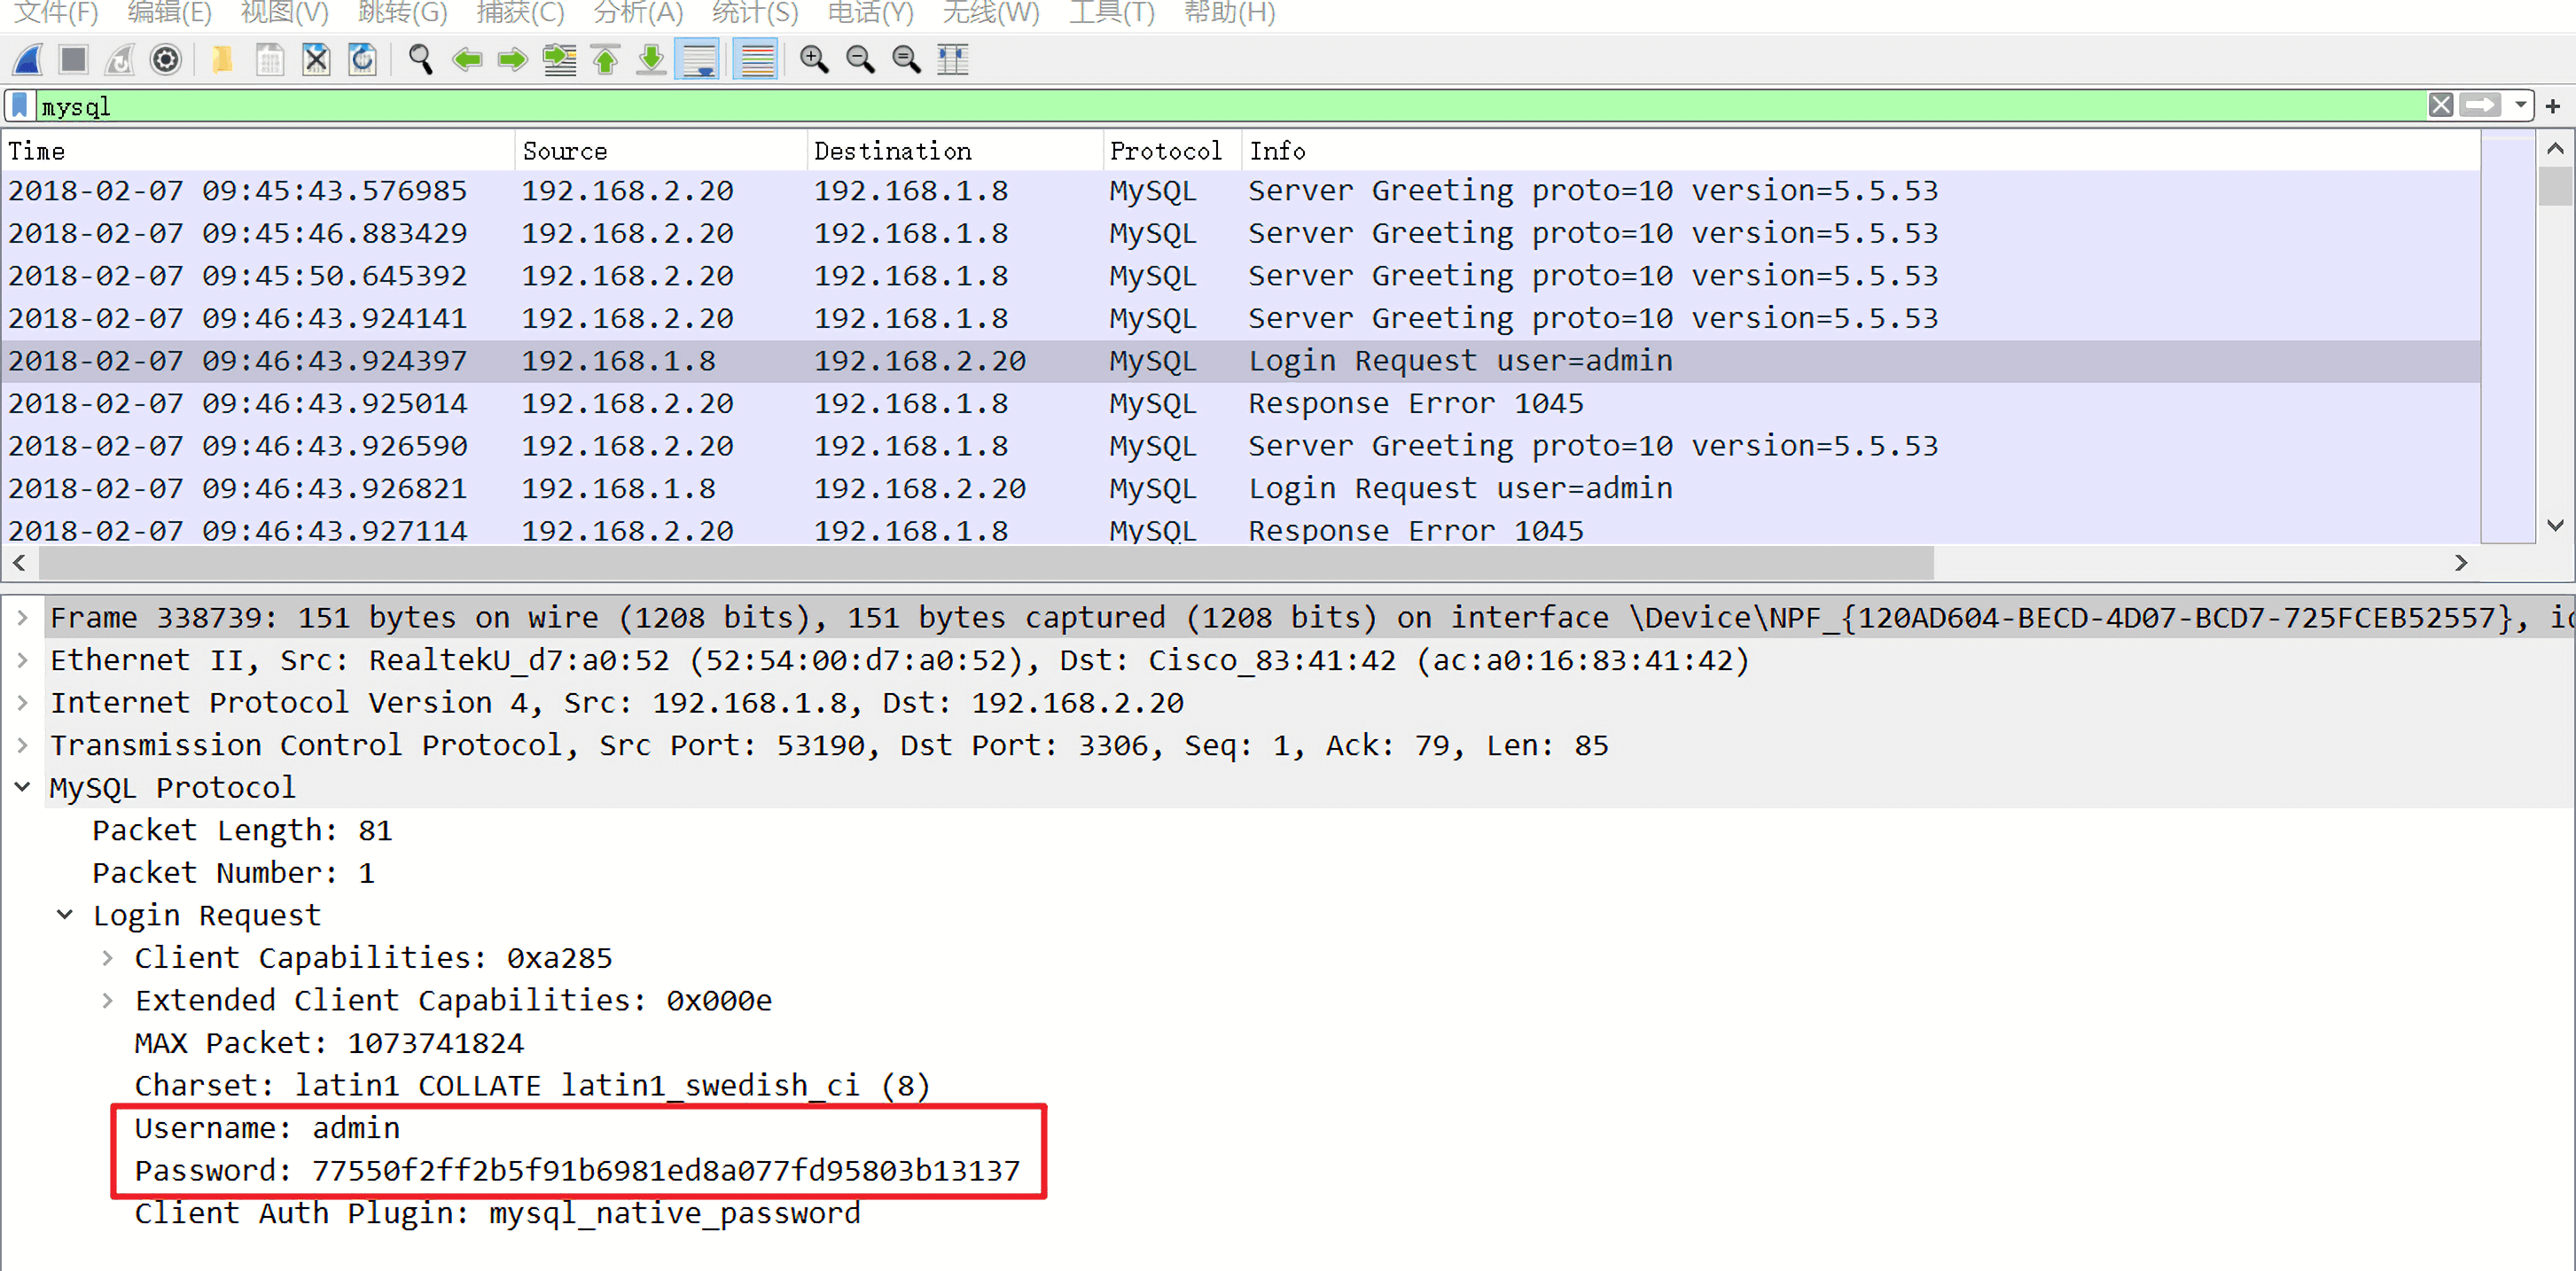 文件(F) 编辑(E) 视图(V) 跳转(G) 捕获(C) 分析(A) 统计(S) 电话(Y) 无线(W) 工具(T) 帮助(H)
mysql
Time Source Destination Protocol Info
2018-02-07 09:45:43.576985 192.168.2.20 192.168.1.8 MySQL Server Greeting proto=10 version=5.5.53
2018-02-07 09:45:46.883429 192.168.2.20 192.168.1.8 MySQL Server Greeting proto=10 version=5.5.53
2018-02-07 09:45:50.645392 192.168.2.20 192.168.1.8 MySQL Server Greeting proto=10 version=5.5.53
2018-02-07 09:46:43.924141 192.168.2.20 192.168.1.8 MySQL Server Greeting proto=10 version=5.5.53
2018-02-07 09:46:43.924397 192.168.1.8 192.168.2.20 MySQL Login Request user=admin
2018-02-07 09:46:43.925014 192.168.2.20 192.168.1.8 MySQL Response Error 1045
2018-02-07 09:46:43.926590 192.168.2.20 192.168.1.8 MySQL Server Greeting proto=10 version=5.5.53
2018-02-07 09:46:43.926821 192.168.1.8 192.168.2.20 MySQL Login Request user=admin
2018-02-07 09:46:43.927114 192.168.2.20 192.168.1.8 MySQL Response Error 1045
Frame 338739: 151 bytes on wire (1208 bits), 151 bytes captured (1208 bits) on interface \Device\NPF_{120AD604-BECD-4D07-BCD7-725FCEB52557}, id
Ethernet II, Src: RealtekU_d7:a0:52 (52:54:00:d7:a0:52), Dst: Cisco_83:41:42 (ac:a0:16:83:41:42)
Internet Protocol Version 4, Src: 192.168.1.8, Dst: 192.168.2.20
Transmission Control Protocol, Src Port: 53190, Dst Port: 3306, Seq: 1, Ack: 79, Len: 85
MySQL Protocol
Packet Length: 81
Packet Number: 1
Login Request
Client Capabilities: 0xa285
Extended Client Capabilities: 0x000e
MAX Packet: 1073741824
Charset: latin1 COLLATE latin1_swedish_ci (8)
Username: admin
Password: 77550f2ff2b5f91b6981ed8a077fd95803b13137
Client Auth Plugin: mysql_native_password